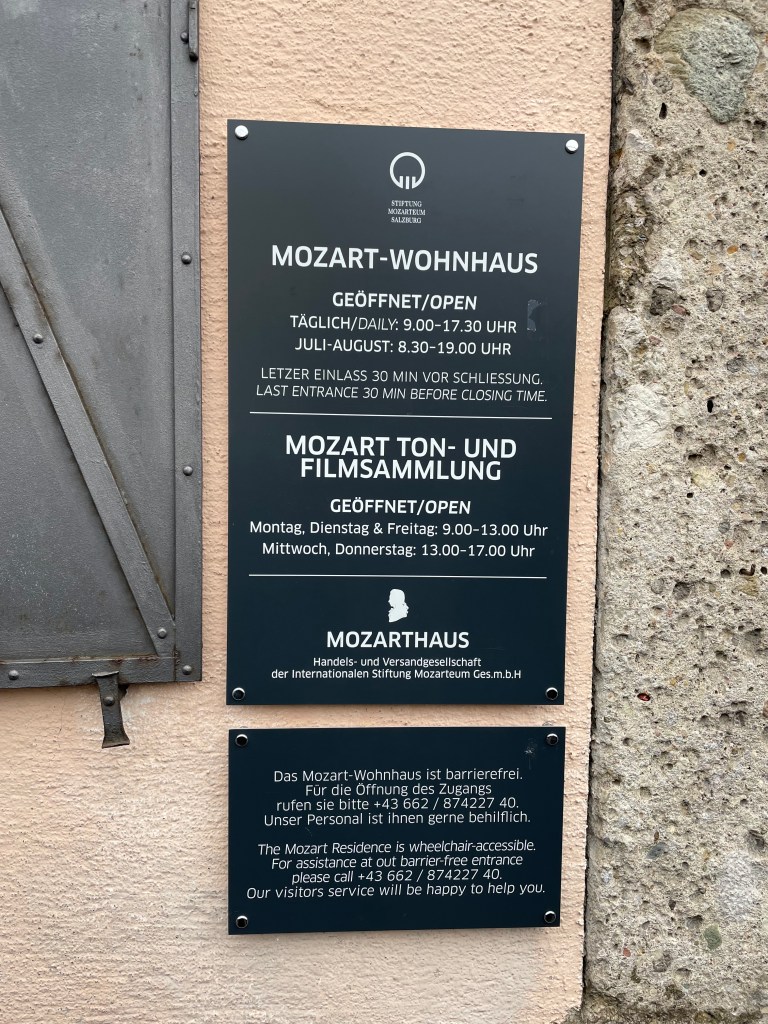 STIFTUNG
MOZARTEUM
SALZBURG
MOZART-WOHNHAUS
GEÖFFNET/OPEN
TÄGLICH/DAILY: 9.00–17.30 UHR
JULI-AUGUST: 8.30–19.00 UHR
LETZER EINLASS 30 MIN VOR SCHLIESSUNG.
LAST ENTRANCE 30 MIN BEFORE CLOSING TIME.
MOZART TON- UND
FILMSAMMLUNG
GEÖFFNET/OPEN
Montag, Dienstag & Freitag: 9.00–13.00 Uhr
Mittwoch, Donnerstag: 13.00–17.00 Uhr
MOZARTHAUS
Handels- und Versandgesellschaft
der Internationalen Stiftung Mozarteum Ges.m.b.H
Das Mozart-Wohnhaus ist barrierefrei.
Für die Öffnung des Zugangs
rufen sie bitte +43 662 / 874227 40.
Unser Personal ist ihnen gerne behilflich.
The Mozart Residence is wheelchair-accessible.
For assistance at out barrier-free entrance
please call +43 662 / 874227 40.
Our visitors service will be happy to help you.